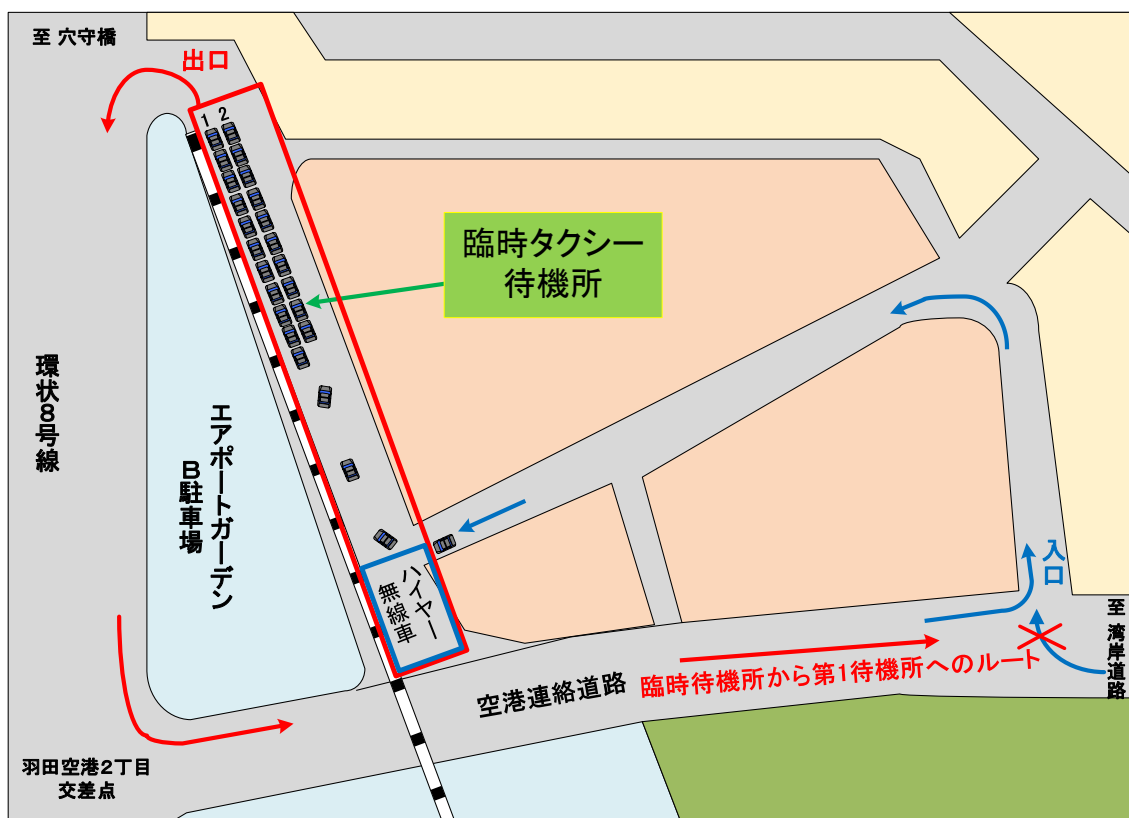 至 穴守橋
出口
1 2
臨時タクシー
待機所
環状8号線
エアポートガーデン
B駐車場
ハイヤー
無線車
入口
至 湾岸道路
臨時待機所から第1待機所へのルート
空港連絡道路
羽田空港2丁目
交差点